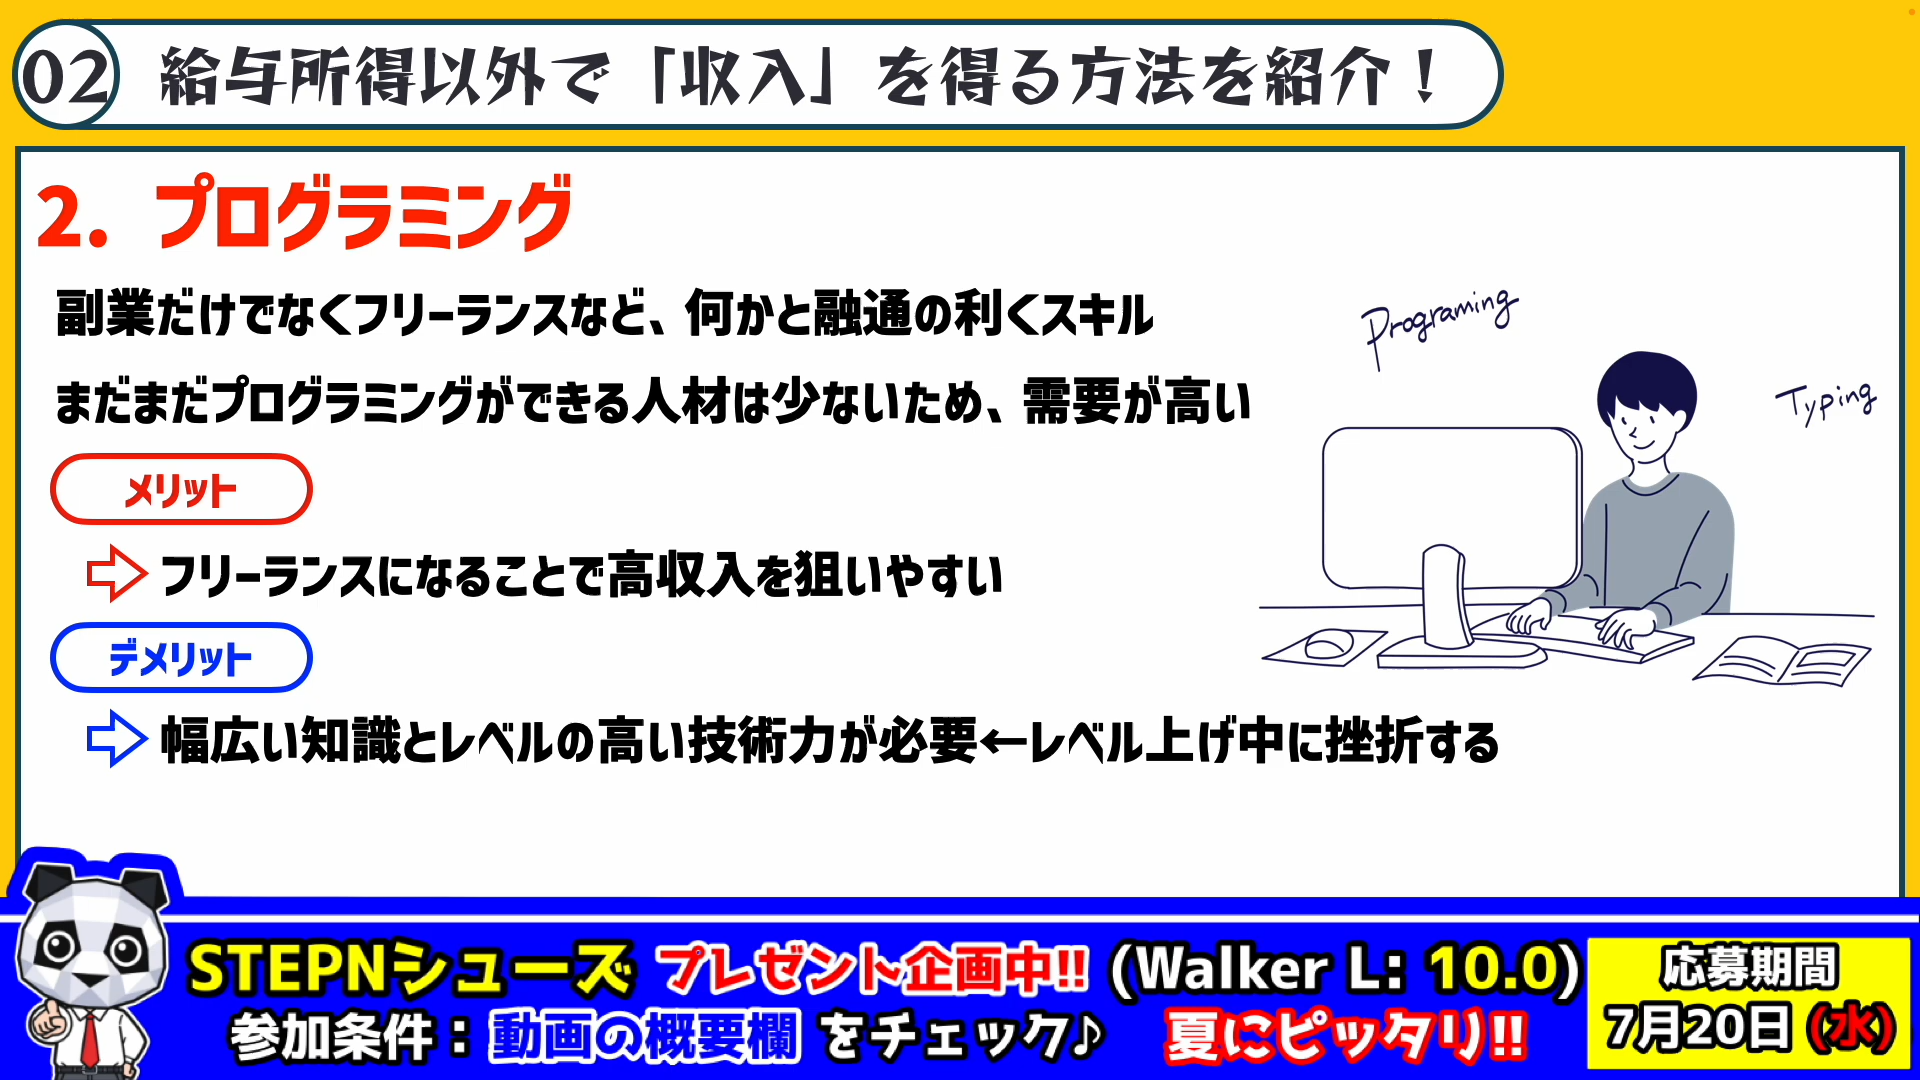 02 給与所得以外で「収入」を得る方法を紹介！
2. プログラミング
副業だけでなくフリーランスなど、何かと融通の利くスキル
まだまだプログラミングができる人材は少ないため、需要が高い
メリット
フリーランスになることで高収入を狙いやすい
デメリット
幅広い知識とレベルの高い技術力が必要←レベル上げ中に挫折する
Programing
Typing
STEPNシューズ プレゼント企画中!! (Walker L: 10.0)
参加条件：動画の概要欄 をチェック♪ 夏にピッタリ!!
応募期間
7月20日(水)